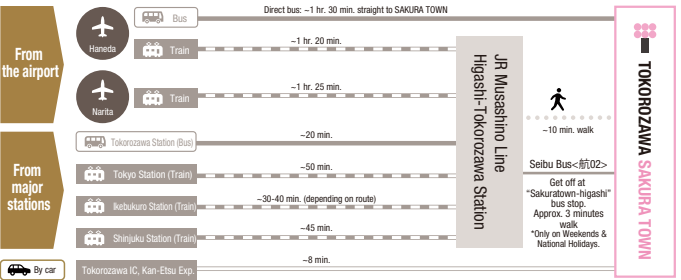 From
the airport
Haneda
Bus
Direct bus: ~1 hr. 30 min. straight to SAKURA TOWN
Train
~1 hr. 20 min.
Narita
Train
~1 hr. 25 min.
From
major
stations
Tokorozawa Station (Bus)
~20 min.
Tokyo Station (Train)
~50 min.
Ikebukuro Station (Train)
~30-40 min. (depending on route)
Shinjuku Station (Train)
~45 min.
By car
Tokorozawa IC, Kan-Etsu Exp.
~8 min.
JR Musashino Line
Higashi-Tokorozawa Station
~10 min. walk
Seibu Bus<航02>
Get off at
"Sakuratown-higashi"
bus stop.
Approx. 3 minutes
walk
*Only on Weekends &
National Holidays.
TOKOROZAWA SAKURA TOWN